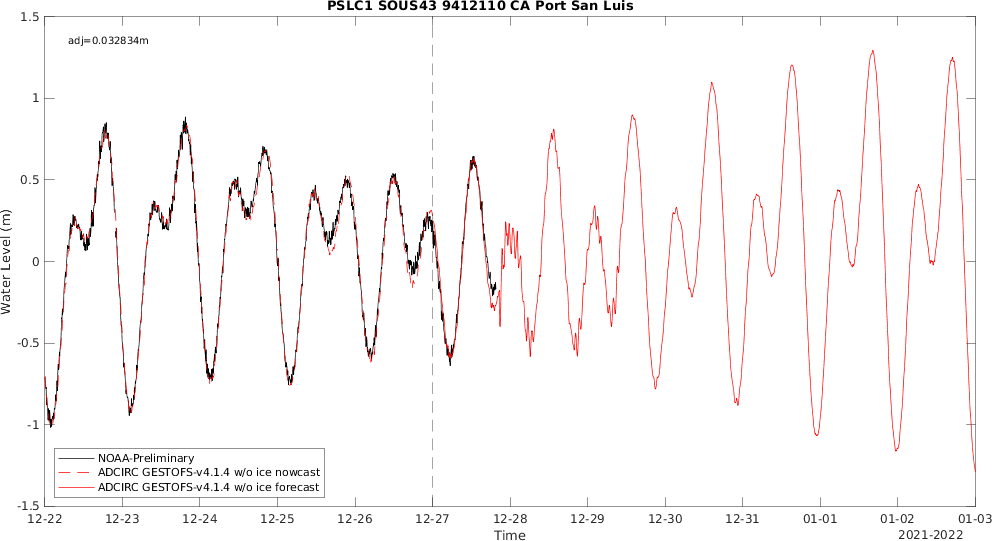 PSLC1 SOUS43 9412110 CA Port San Luis
adj=0.032834m
Water Level (m)
1.5
1
0.5
0
-0.5
-1
-1.5
NOAA-Preliminary
ADCIRC GESTOFS-v4.1.4 w/o ice nowcast
ADCIRC GESTOFS-v4.1.4 w/o ice forecast
12-22 12-23 12-24 12-25 12-26 12-27 12-28 12-29 12-30 12-31 01-01 01-02 01-03
Time
2021-2022